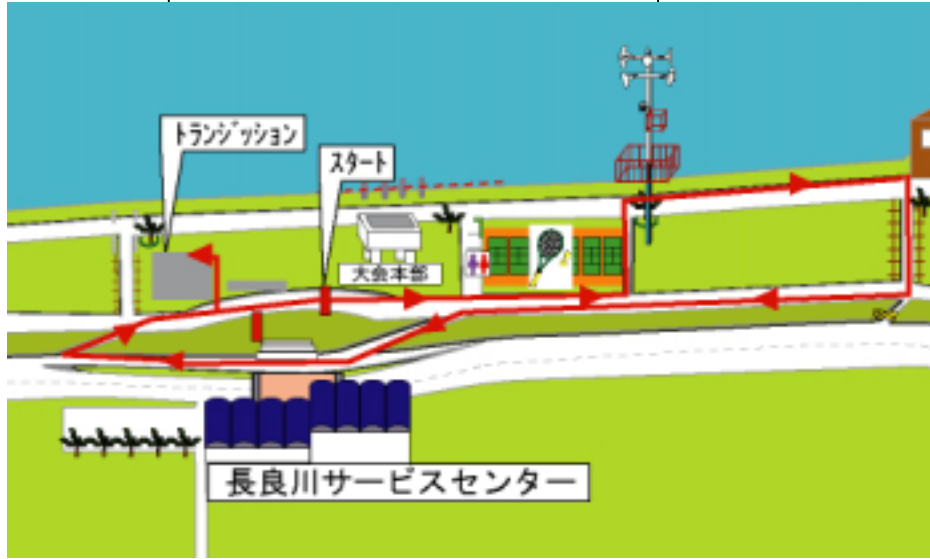 ﾄﾗﾝｼﾞｯｼｮﾝ
ｽﾀｰﾄ
大会本部
長良川サービスセンター